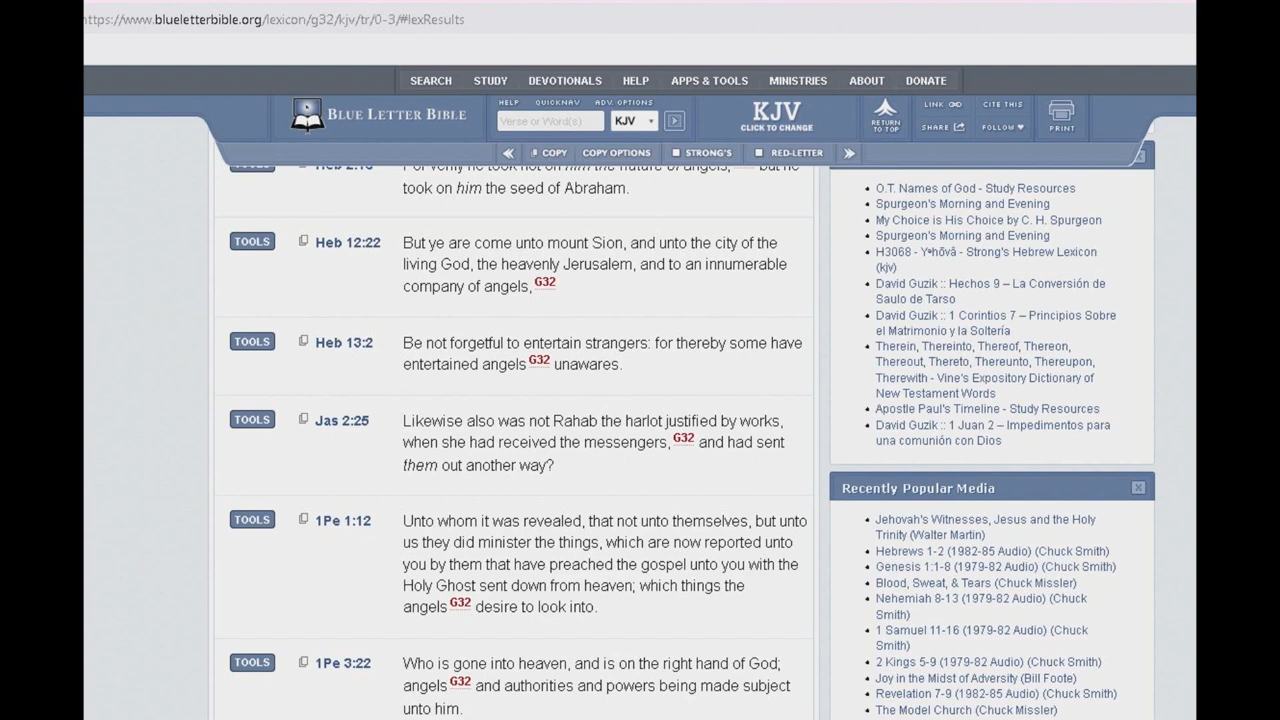 https://www.blueletterbible.org/lexicon/g32/kjv/tr/0-3/#lexResults
SEARCH STUDY DEVOTIONALS HELP APPS & TOOLS MINISTRIES ABOUT DONATE
BLUE LETTER BIBLE
HELP QUICKNAV ADV. OPTIONS
Verse or Word(s) KJV
KJV
CLICK TO CHANGE
RETURN
TO TOP
LINK CITE THIS
SHARE FOLLOW
PRINT
COPY COPY OPTIONS STRONG'S RED-LETTER
TOOLS Heb 2:16 For verily he took not on him the nature of angels, but he
took on him the seed of Abraham.
TOOLS Heb 12:22 But ye are come unto mount Sion, and unto the city of the
living God, the heavenly Jerusalem, and to an innumerable
company of angels, G32
TOOLS Heb 13:2 Be not forgetful to entertain strangers: for thereby some have
entertained angels G32 unawares.
TOOLS Jas 2:25 Likewise also was not Rahab the harlot justified by works,
when she had received the messengers, G32 and had sent
them out another way?
TOOLS 1Pe 1:12 Unto whom it was revealed, that not unto themselves, but unto
us they did minister the things, which are now reported unto
you by them that have preached the gospel unto you with the
Holy Ghost sent down from heaven; which things the
angels G32 desire to look into.
TOOLS 1Pe 3:22 Who is gone into heaven, and is on the right hand of God;
angels G32 and authorities and powers being made subject
unto him.
O.T. Names of God - Study Resources
Spurgeon's Morning and Evening
My Choice is His Choice by C. H. Spurgeon
Spurgeon's Morning and Evening
H3068 - Yᵊhōvâ - Strong's Hebrew Lexicon
(kjv)
David Guzik :: Hechos 9 – La Conversión de
Saulo de Tarso
David Guzik :: 1 Corintios 7 – Principios Sobre
el Matrimonio y la Soltería
Therein, Thereinto, Thereof, Thereon,
Thereout, Thereto, Thereunto, Thereupon,
Therewith - Vine's Expository Dictionary of
New Testament Words
Apostle Paul's Timeline - Study Resources
David Guzik :: 1 Juan 2 – Impedimentos para
una comunión con Dios
Recently Popular Media
Jehovah's Witnesses, Jesus and the Holy
Trinity (Walter Martin)
Hebrews 1-2 (1982-85 Audio) (Chuck Smith)
Genesis 1:1-8 (1979-82 Audio) (Chuck Smith)
Blood, Sweat, & Tears (Chuck Missler)
Nehemiah 8-13 (1979-82 Audio) (Chuck
Smith)
1 Samuel 11-16 (1979-82 Audio) (Chuck
Smith)
2 Kings 5-9 (1979-82 Audio) (Chuck Smith)
Joy in the Midst of Adversity (Bill Foote)
Revelation 7-9 (1982-85 Audio) (Chuck Smith)
The Model Church (Chuck Missler)